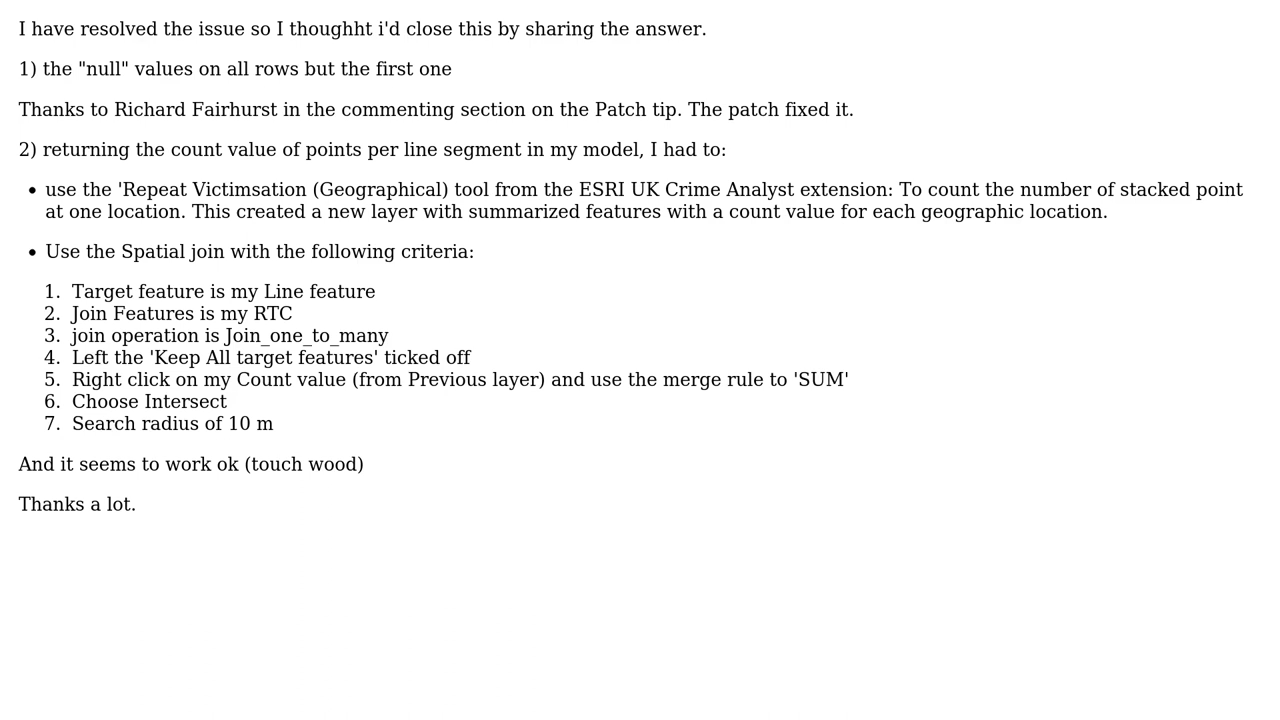 I have resolved the issue so I thoughht i'd close this by sharing the answer.
1) the "null" values on all rows but the first one
Thanks to Richard Fairhurst in the commenting section on the Patch tip. The patch fixed it.
2) returning the count value of points per line segment in my model, I had to:
• use the 'Repeat Victimsation (Geographical) tool from the ESRI UK Crime Analyst extension: To count the number of stacked point
at one location. This created a new layer with summarized features with a count value for each geographic location.
• Use the Spatial join with the following criteria:
1. Target feature is my Line feature
2. Join Features is my RTC
3. join operation is Join_one_to_many
4. Left the 'Keep All target features' ticked off
5. Right click on my Count value (from Previous layer) and use the merge rule to 'SUM'
6. Choose Intersect
7. Search radius of 10 m
And it seems to work ok (touch wood)
Thanks a lot.